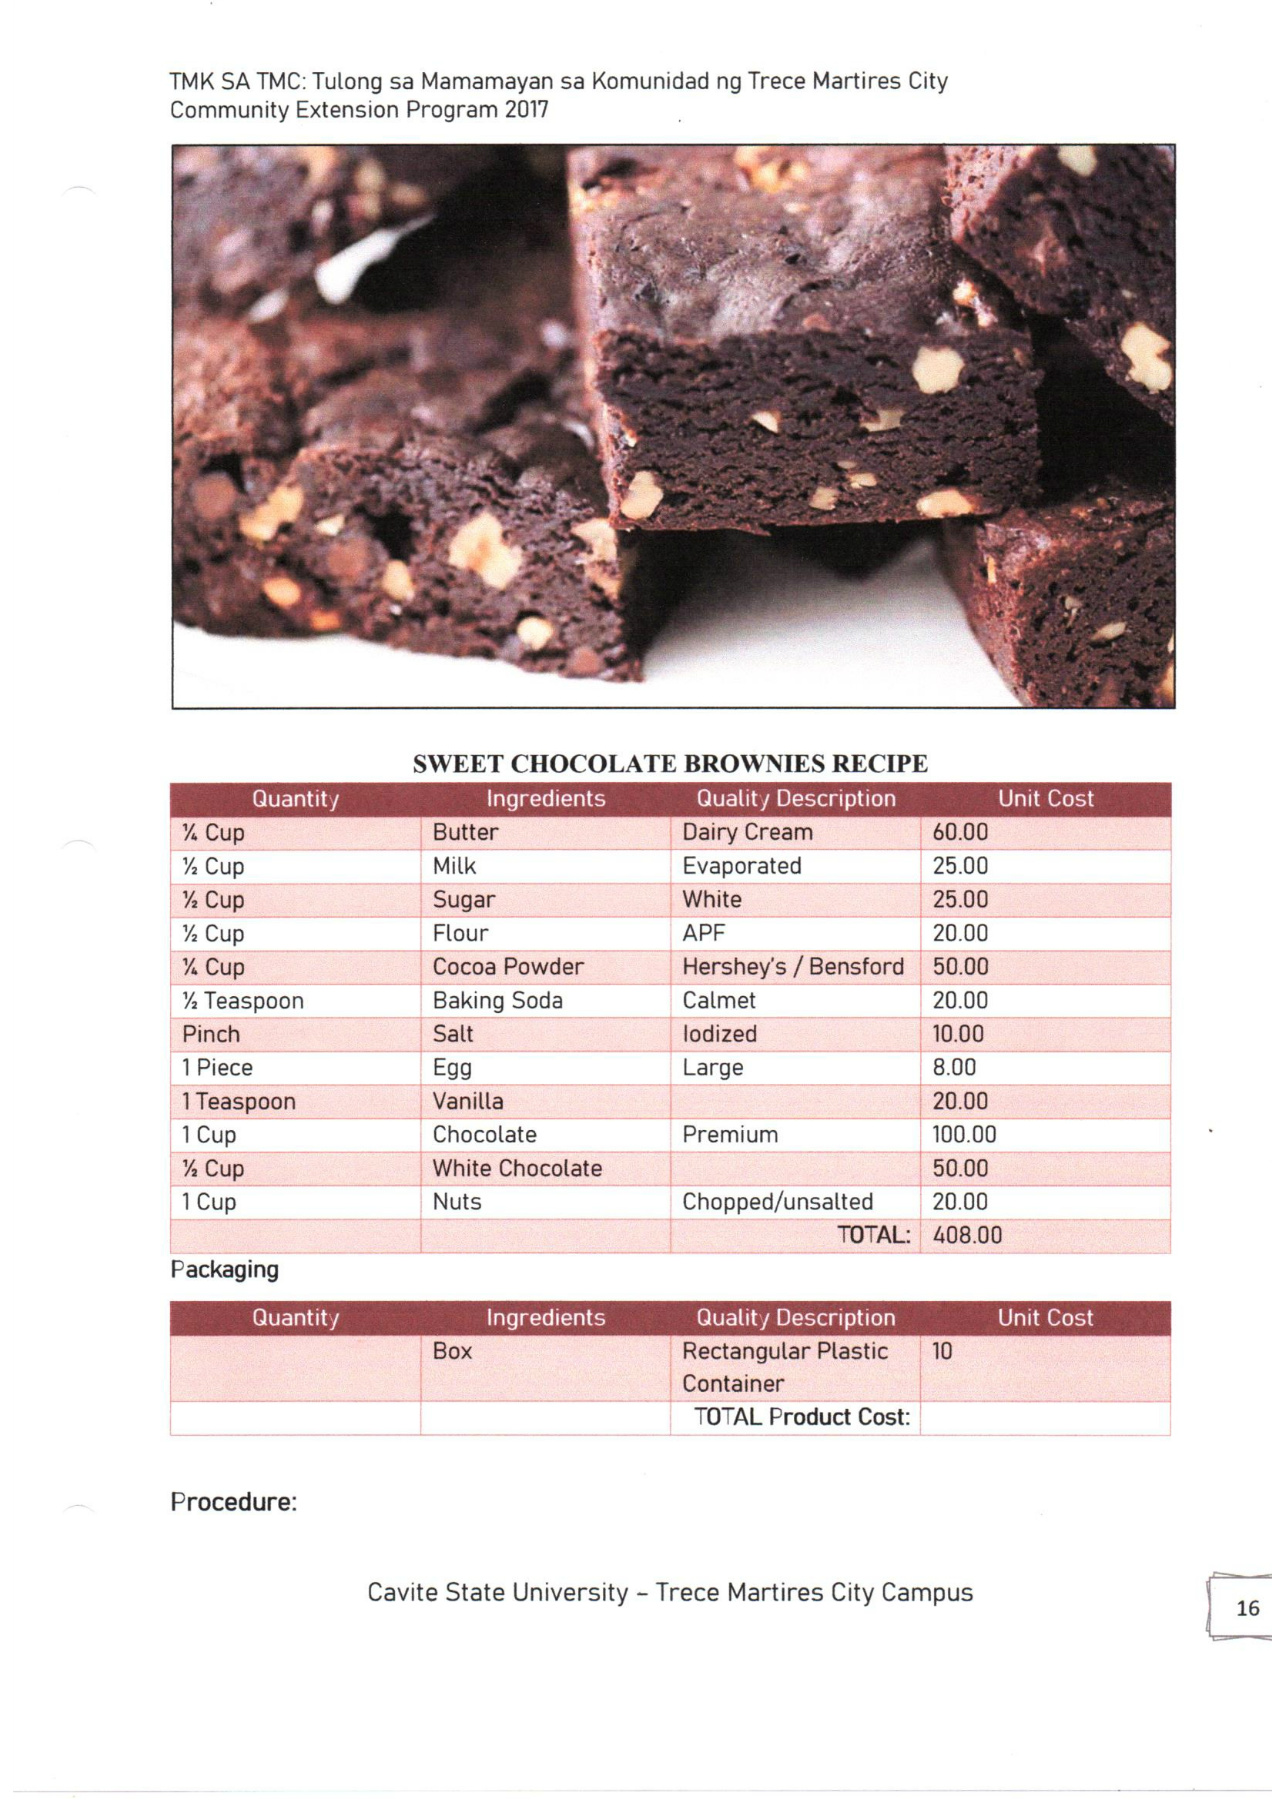 TMK SA TMC: Tulong sa Mamamayan sa Komunidad ng Trece Martires City
Community Extension Program 2017
SWEET CHOCOLATE BROWNIES RECIPE
Quantity Ingredients Quality Description Unit Cost
¼ Cup Butter Dairy Cream 60.00
½ Cup Milk Evaporated 25.00
½ Cup Sugar White 25.00
½ Cup Flour APF 20.00
¼ Cup Cocoa Powder Hershey's / Bensford 50.00
½ Teaspoon Baking Soda Calmet 20.00
Pinch Salt Iodized 10.00
1 Piece Egg Large 8.00
1 Teaspoon Vanilla 20.00
1 Cup Chocolate Premium 100.00
½ Cup White Chocolate 50.00
1 Cup Nuts Chopped/unsalted 20.00
TOTAL: 408.00
Packaging
Quantity Ingredients Quality Description Unit Cost
Box Rectangular Plastic 10
Container
TOTAL Product Cost:
Procedure:
Cavite State University – Trece Martires City Campus
16